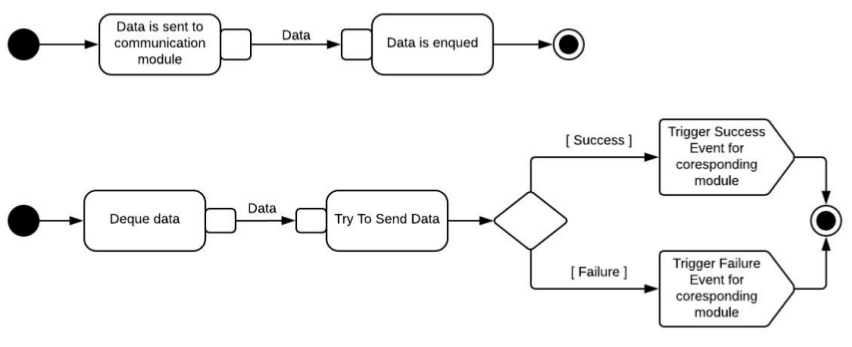 Data is sent to
communication
module
Data
Data is enqued
Deque data
Data
Try To Send Data
[ Success ]
Trigger Success
Event for
coresponding
module
[ Failure ]
Trigger Failure
Event for
coresponding
module